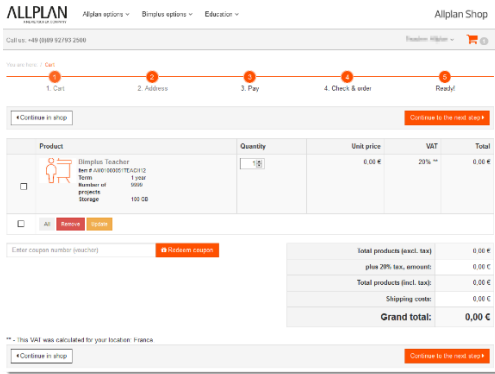 ALLPLAN
Allplan options
Bimplus options
Education
Allplan Shop
Call us: +49 (0)89 92793 2500
You are here: / Cart
1 2 3 4 5
1. Cart
2. Address
3. Pay
4. Check & order
Ready!
Continue in shop
Continue to the next step
Product Quantity Unit price VAT Total
Bimplus Teacher 1 0,00 € 20% ** 0,00 €
Term 1 year
Number of projects 9999
Storage 100 GB
All Remove Update
Enter coupon number (voucher)
Redeem coupon
Total products (excl. tax) 0,00 €
plus 20% tax, amount: 0,00 €
Total products (incl. tax): 0,00 €
Shipping costs: 0,00 €
Grand total: 0,00 €
** - This VAT was calculated for your location France
Continue in shop
Continue to the next step